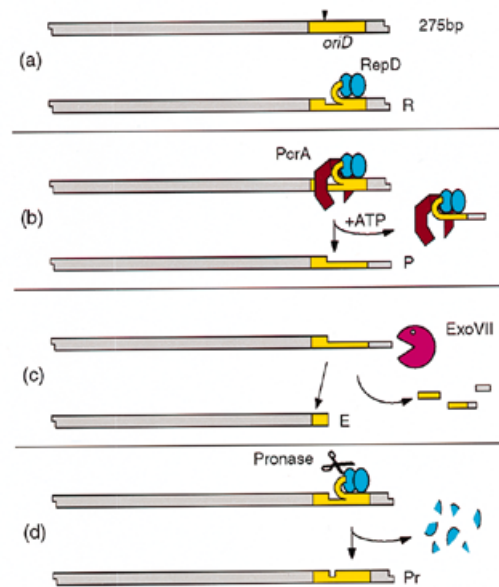 275bp
oriD
(a)
RepD
R
PcrA
(b)
+ATP
P
ExoVII
(c)
E
Pronase
(d)
Pr